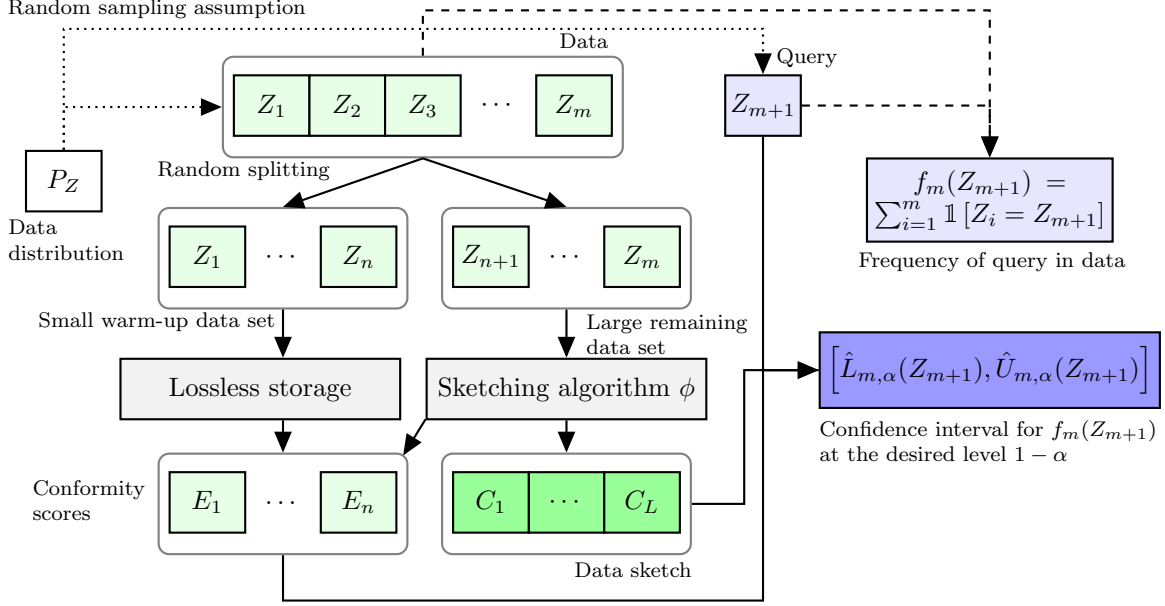 Random sampling assumption
Data
Query
Z_1 Z_2 Z_3 ⋯ Z_m
Z_{m+1}
P_Z
Data
distribution
Random splitting
f_m(Z_{m+1}) =
∑_{i=1}^{m} 𝟙 [Z_i = Z_{m+1}]
Frequency of query in data
Z_1 ⋯ Z_n
Z_{n+1} ⋯ Z_m
Small warm-up data set
Large remaining
data set
Lossless storage
Sketching algorithm ϕ
[L̂_{m,α}(Z_{m+1}), Û_{m,α}(Z_{m+1})]
Confidence interval for f_m(Z_{m+1})
at the desired level 1 − α
Conformity
scores
E_1 ⋯ E_n
C_1 ⋯ C_L
Data sketch